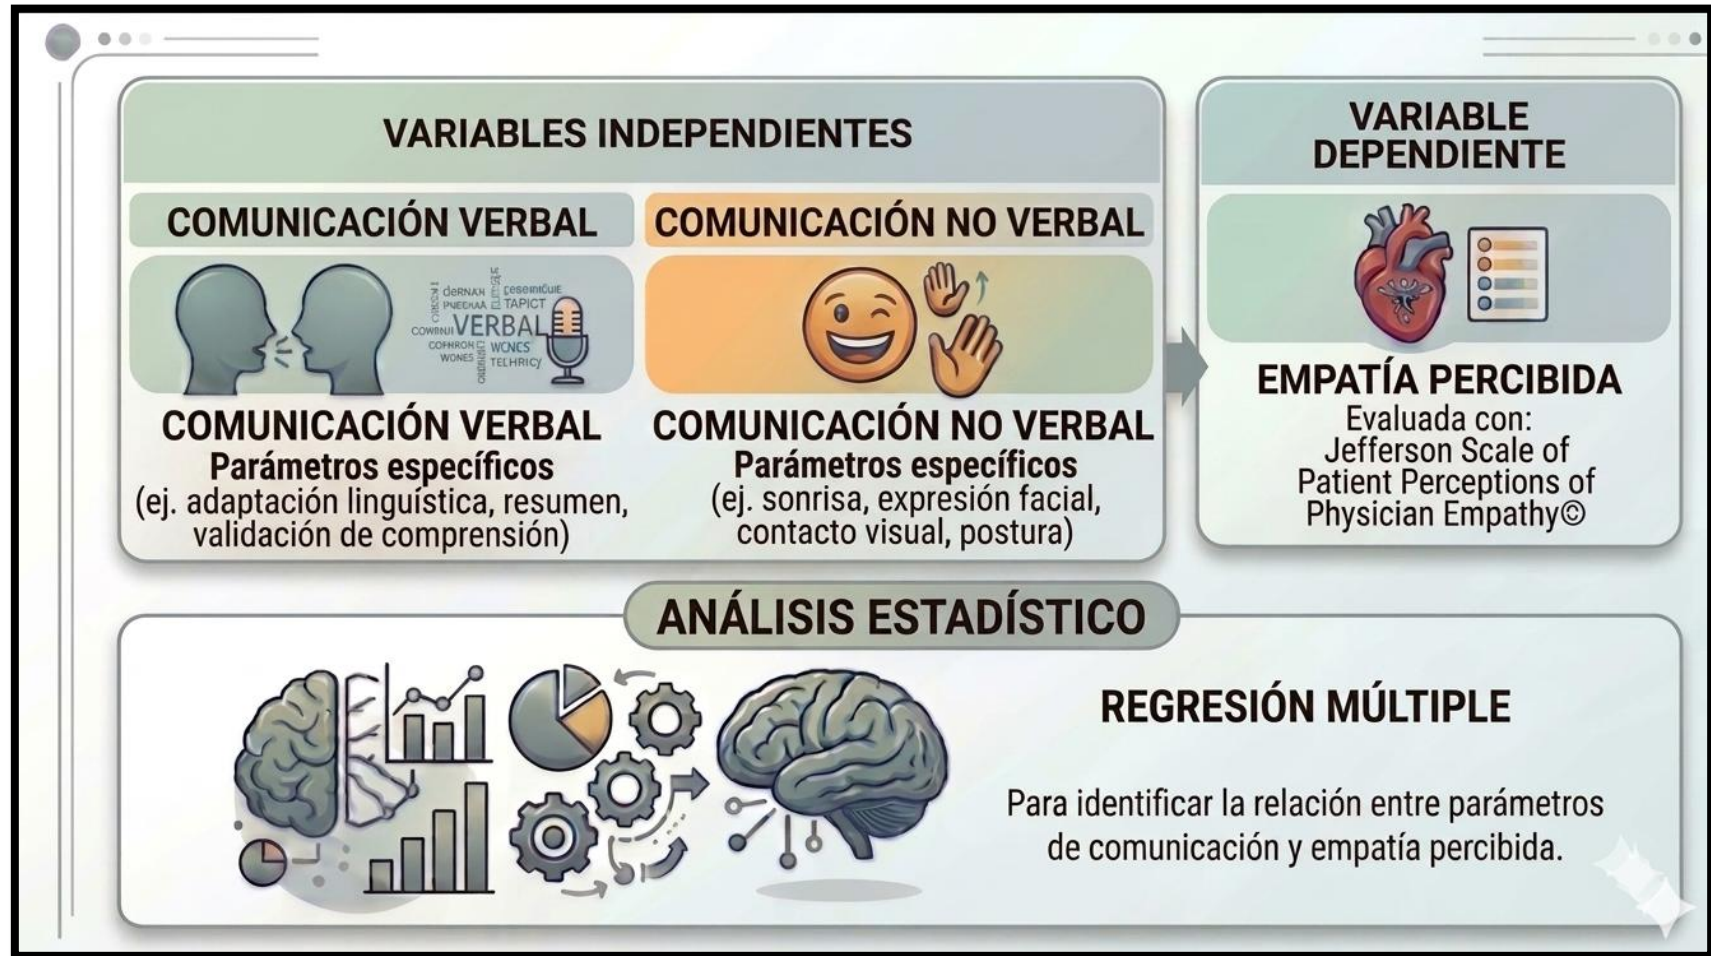 VARIABLES INDEPENDIENTES
COMUNICACIÓN VERBAL
VERBAL
TAPICT
WONES
COMUNICACIÓN VERBAL
Parámetros específicos
(ej. adaptación linguística, resumen,
validación de comprensión)
COMUNICACIÓN NO VERBAL
COMUNICACIÓN NO VERBAL
Parámetros específicos
(ej. sonrisa, expresión facial,
contacto visual, postura)
VARIABLE
DEPENDIENTE
EMPATÍA PERCIBIDA
Evaluada con:
Jefferson Scale of
Patient Perceptions of
Physician Empathy©
ANÁLISIS ESTADÍSTICO
REGRESIÓN MÚLTIPLE
Para identificar la relación entre parámetros
de comunicación y empatía percibida.